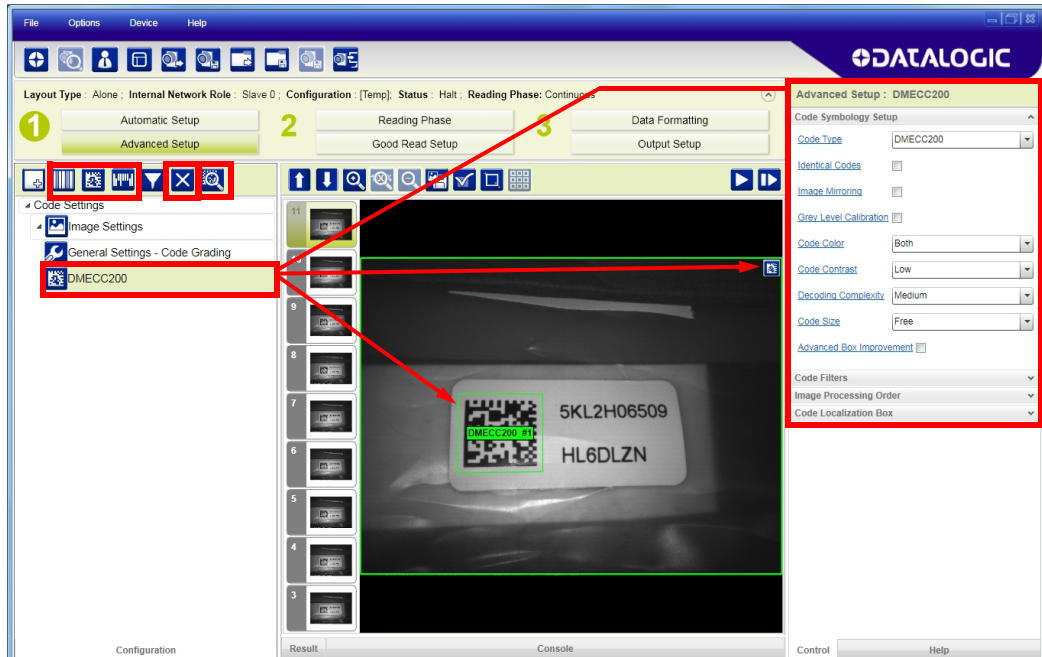 File Options Device Help
DATALOGIC
Layout Type : Alone ; Internal Network Role : Slave 0 ; Configuration : [Temp]; Status : Halt ; Reading Phase: Continuous
1 Automatic Setup 2 Reading Phase 3 Data Formatting
Advanced Setup Good Read Setup Output Setup
Code Settings
Image Settings
General Settings - Code Grading
DMECC200
11
9
8
7
6
5
4
3
5KL2H06509
DMECC200 #1
HL6DLZN
Configuration
Result Console
Advanced Setup : DMECC200
Code Symbology Setup
Code Type DMECC200
Identical Codes
Image Mirroring
Grey Level Calibration
Code Color Both
Code Contrast Low
Decoding Complexity Medium
Code Size Free
Advanced Box Improvement
Code Filters
Image Processing Order
Code Localization Box
Control Help